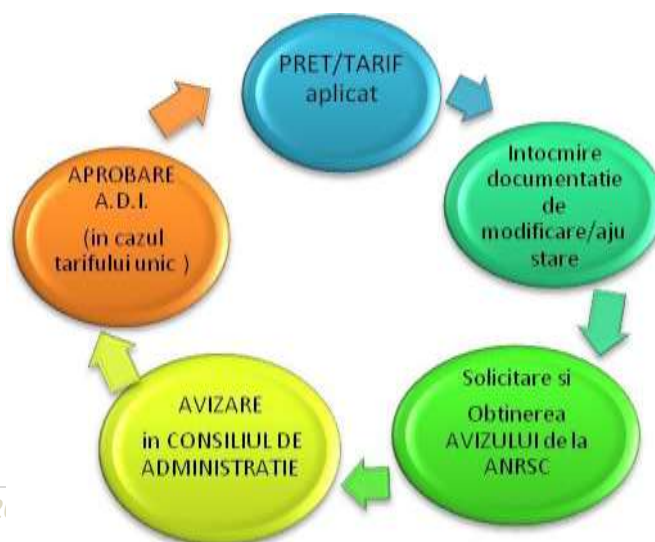 PRET/TARIF
aplicat
Intocmire
documentatie
de
modificare/aju
stare
Solicitare si
Obtinerea
AVIZULUI de la
ANRSC
AVIZARE
in CONSILIUL DE
ADMINISTRATIE
APROBARE
A.D.I.
(in cazul
tarifului unic )